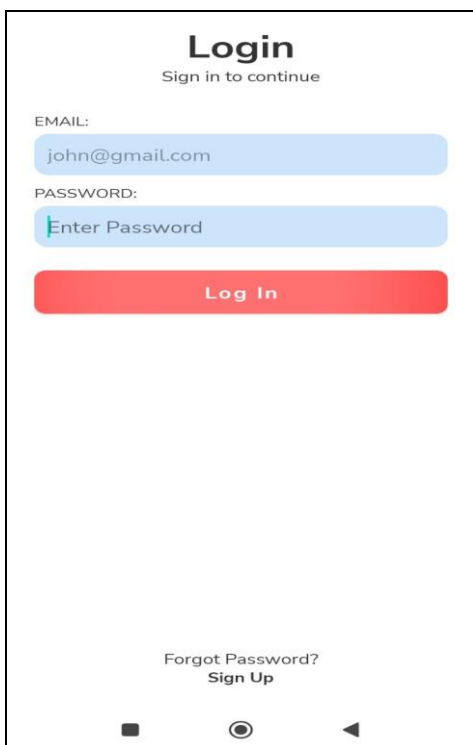 Login
Sign in to continue
EMAIL:
john@gmail.com
PASSWORD:
Enter Password
Log In
Forgot Password?
Sign Up